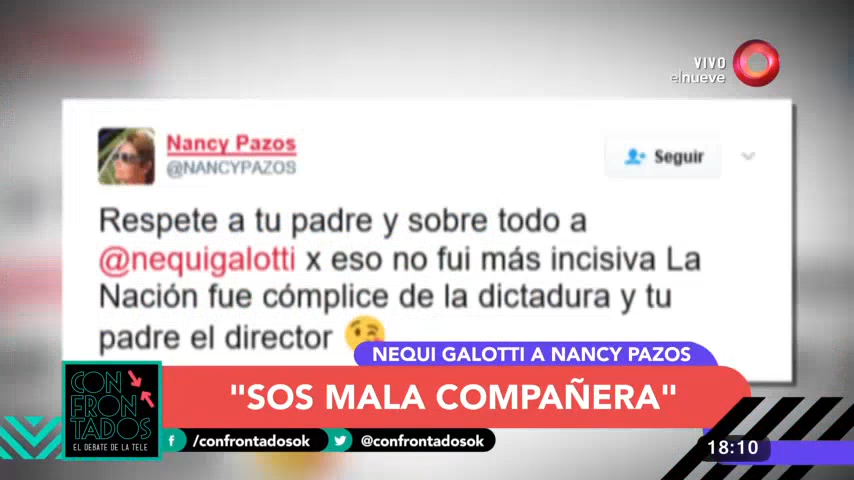 VIVO
elnueve
Nancy Pazos
@NANCYPAZOS
Seguir
Respete a tu padre y sobre todo a
@nequigalotti x eso no fui más incisiva La
Nación fue cómplice de la dictadura y tu
padre el director
NEQUI GALOTTI A NANCY PAZOS
"SOS MALA COMPAÑERA"
CON
FRON
TADOS
EL DEBATE DE LA TELE
/confrontadosok
@confrontadosok
18:10